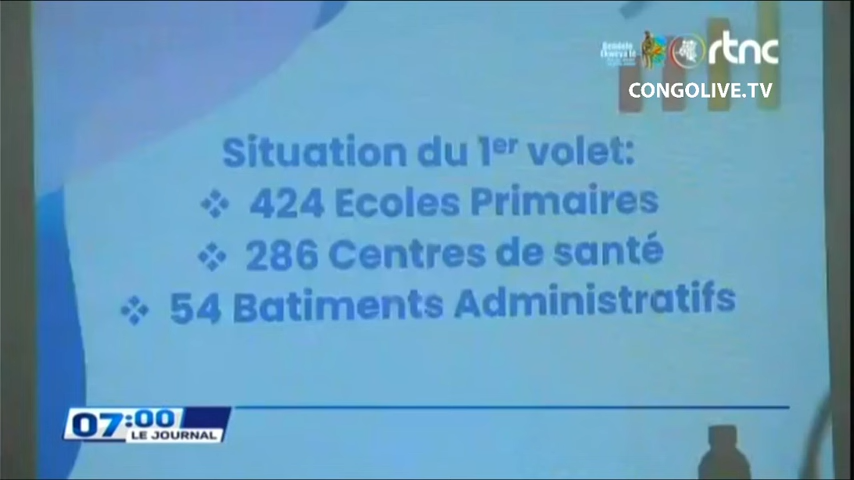 rtnc
CONGOLIVE.TV
Situation du 1er volet:
❖ 424 Ecoles Primaires
❖ 286 Centres de santé
❖ 54 Batiments Administratifs
07:00
LE JOURNAL